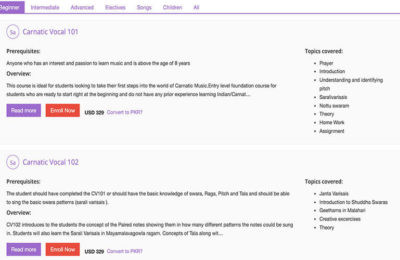 Beginner Intermediate Advanced Electives Songs Children All
Sa Carnatic Vocal 101
Prerequisites:
Anyone who has an interest and passion to learn music and is above the age of 8 years
Overview:
This course is ideal for students looking to take their first steps into the world of Carnatic Music.Entry level foundation course for
students who are ready to start right at the beginning and do not have any prior experience learning Indian/Carnat...
Read more Enroll Now USD 329 Convert to PKR?
Topics covered:
Prayer
Introduction
Understanding and identifying
pitch
Saralivarisais
Nottu swaram
Theory
Home Work
Assignment
Sa Carnatic Vocal 102
Prerequisites:
The student should have completed the CV101 or should have the basic knowledge of swara, Raga, Pitch and Tala and should be able
to sing the basic swara patterns (sarali varisais ).
Overview:
CV102 introduces to the students the concept of the Paired notes showing them in how many different patterns the notes could be sung
in. Students will also learn the Sarali Varisais in Mayamalavagowla ragam. Concepts of Tala along wit...
Read more Enroll Now USD 329 Convert to PKR?
Topics covered:
Janta Varisais
Introduction to Shuddha Swaras
Geethams in Malahari
Creative excercises
Theory